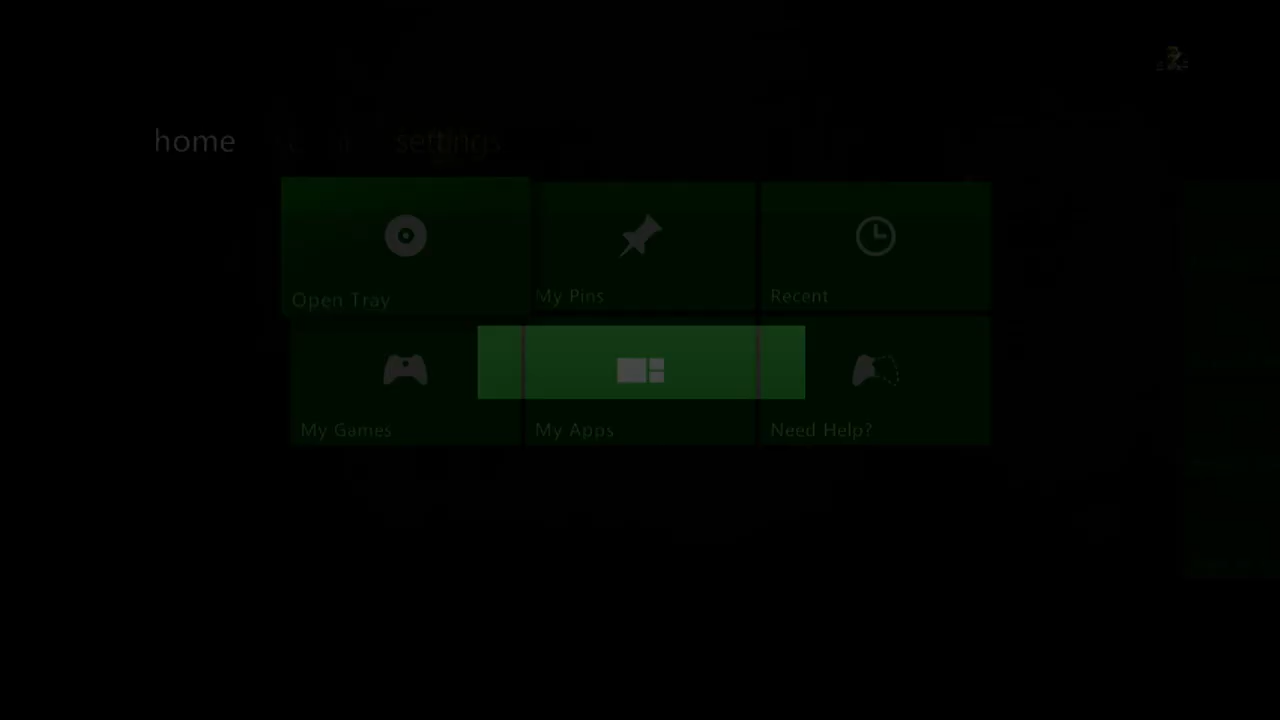 home settings
Open Tray
My Pins
Recent
My Games
My Apps
Need Help?